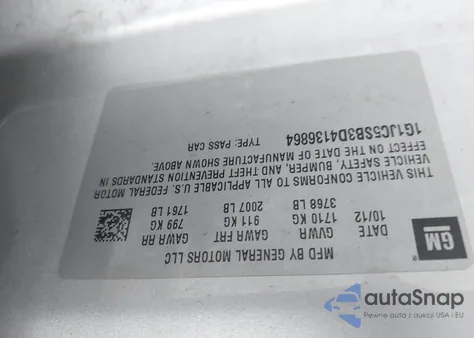 GM
MFD BY GENERAL MOTORS LLC
DATE GVWR GAWR FRT GAWR RR
10/12 1710 KG 911 KG 799 KG
3768 LB 2007 LB 1761 LB
THIS VEHICLE CONFORMS TO ALL APPLICABLE U.S. FEDERAL MOTOR
VEHICLE SAFETY, BUMPER, AND THEFT PREVENTION STANDARDS IN
EFFECT ON THE DATE OF MANUFACTURE SHOWN ABOVE.
1G1JC5SB3D4136864 TYPE: PASS CAR
autoSnap
Pewne auta z aukcji USA - EU